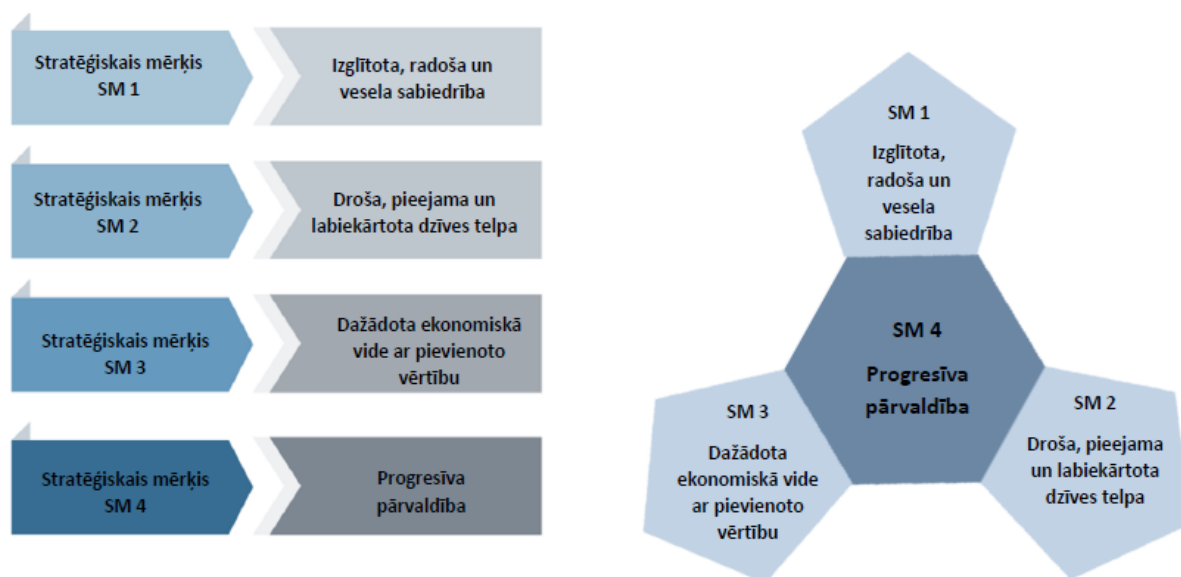 Stratēģiskais mērķis
SM 1
Izglītota, radoša un
vesela sabiedrība
Stratēģiskais mērķis
SM 2
Droša, pieejama un
labiekārtota dzīves telpa
Stratēģiskais mērķis
SM 3
Dažādota ekonomiskā
vide ar pievienoto
vērtību
Stratēģiskais mērķis
SM 4
Progresīva
pārvaldība
SM 1
Izglītota,
radoša un
vesela
sabiedrība
SM 4
Progresīva
pārvaldība
SM 3
Dažādota
ekonomiskā vide
ar pievienoto
vērtību
SM 2
Droša, pieejama
un labiekārtota
dzīves telpa